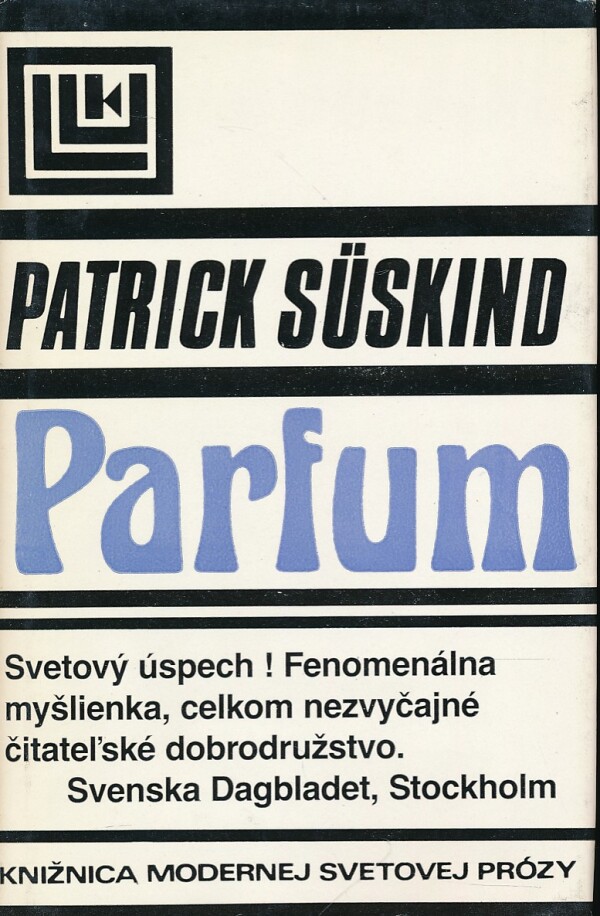 PATRICK SÜSKIND
Parfum
Svetový úspech ! Fenomenálna
myšlienka, celkom nezvyčajné
čitateľské dobrodružstvo.
Svenska Dagbladet, Stockholm
KNIŽNICA MODERNEJ SVETOVEJ PRÓZY